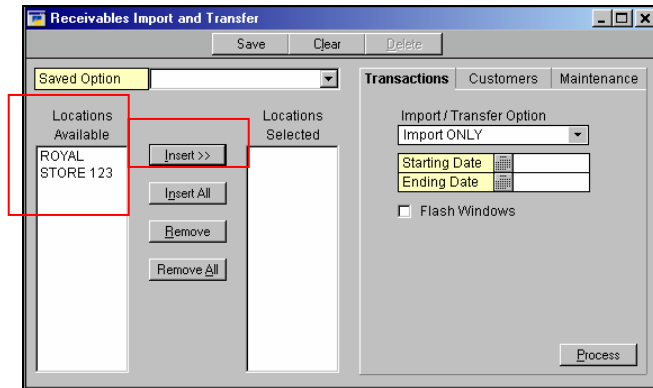 Receivables Import and Transfer
Save Clear Delete
Saved Option
Transactions Customers Maintenance
Locations Available
Locations Selected
ROYAL
STORE 123
Insert >>
Insert All
Remove
Remove All
Import / Transfer Option
Import ONLY
Starting Date
Ending Date
Flash Windows
Process